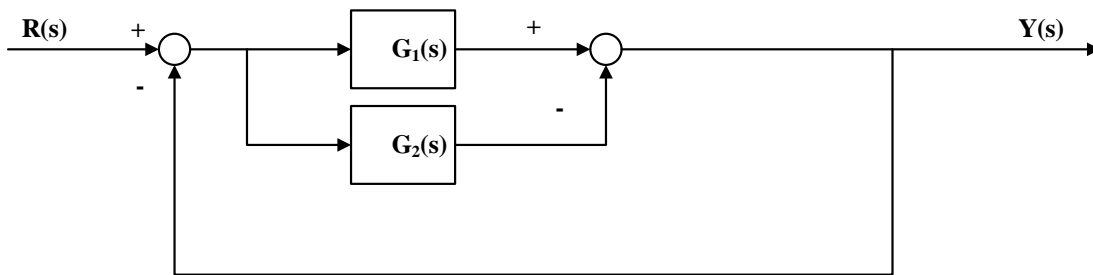 R(s) + G₁(s) + Y(s)
- G₂(s) -